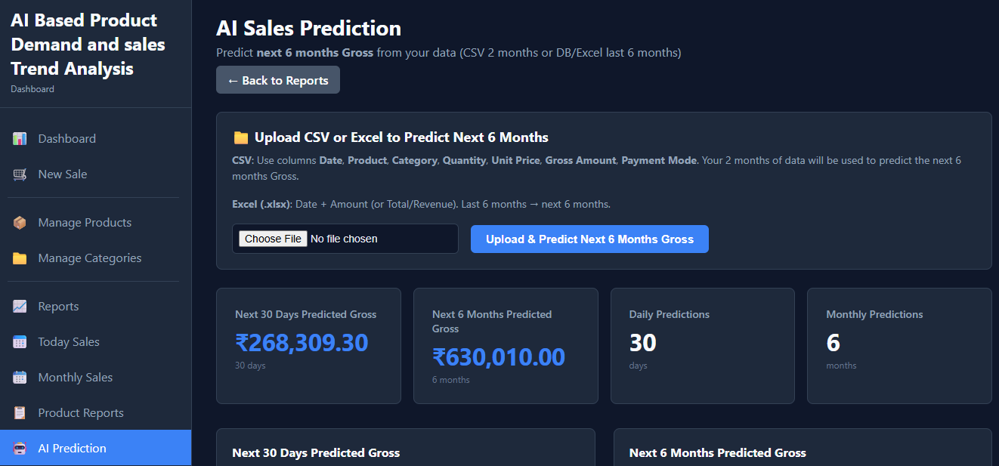 AI Based Product
Demand and sales
Trend Analysis
Dashboard
Dashboard
New Sale
Manage Products
Manage Categories
Reports
Today Sales
Monthly Sales
Product Reports
AI Prediction
AI Sales Prediction
Predict next 6 months Gross from your data (CSV 2 months or DB/Excel last 6 months)
← Back to Reports
Upload CSV or Excel to Predict Next 6 Months
CSV: Use columns Date, Product, Category, Quantity, Unit Price, Gross Amount, Payment Mode. Your 2 months of data will be used to predict the next 6
months Gross.
Excel (.xlsx): Date + Amount (or Total/Revenue). Last 6 months → next 6 months.
Choose File No file chosen
Upload & Predict Next 6 Months Gross
Next 30 Days Predicted Gross
₹268,309.30
30 days
Next 6 Months Predicted
Gross
₹630,010.00
6 months
Daily Predictions
30
days
Monthly Predictions
6
months
Next 30 Days Predicted Gross
Next 6 Months Predicted Gross